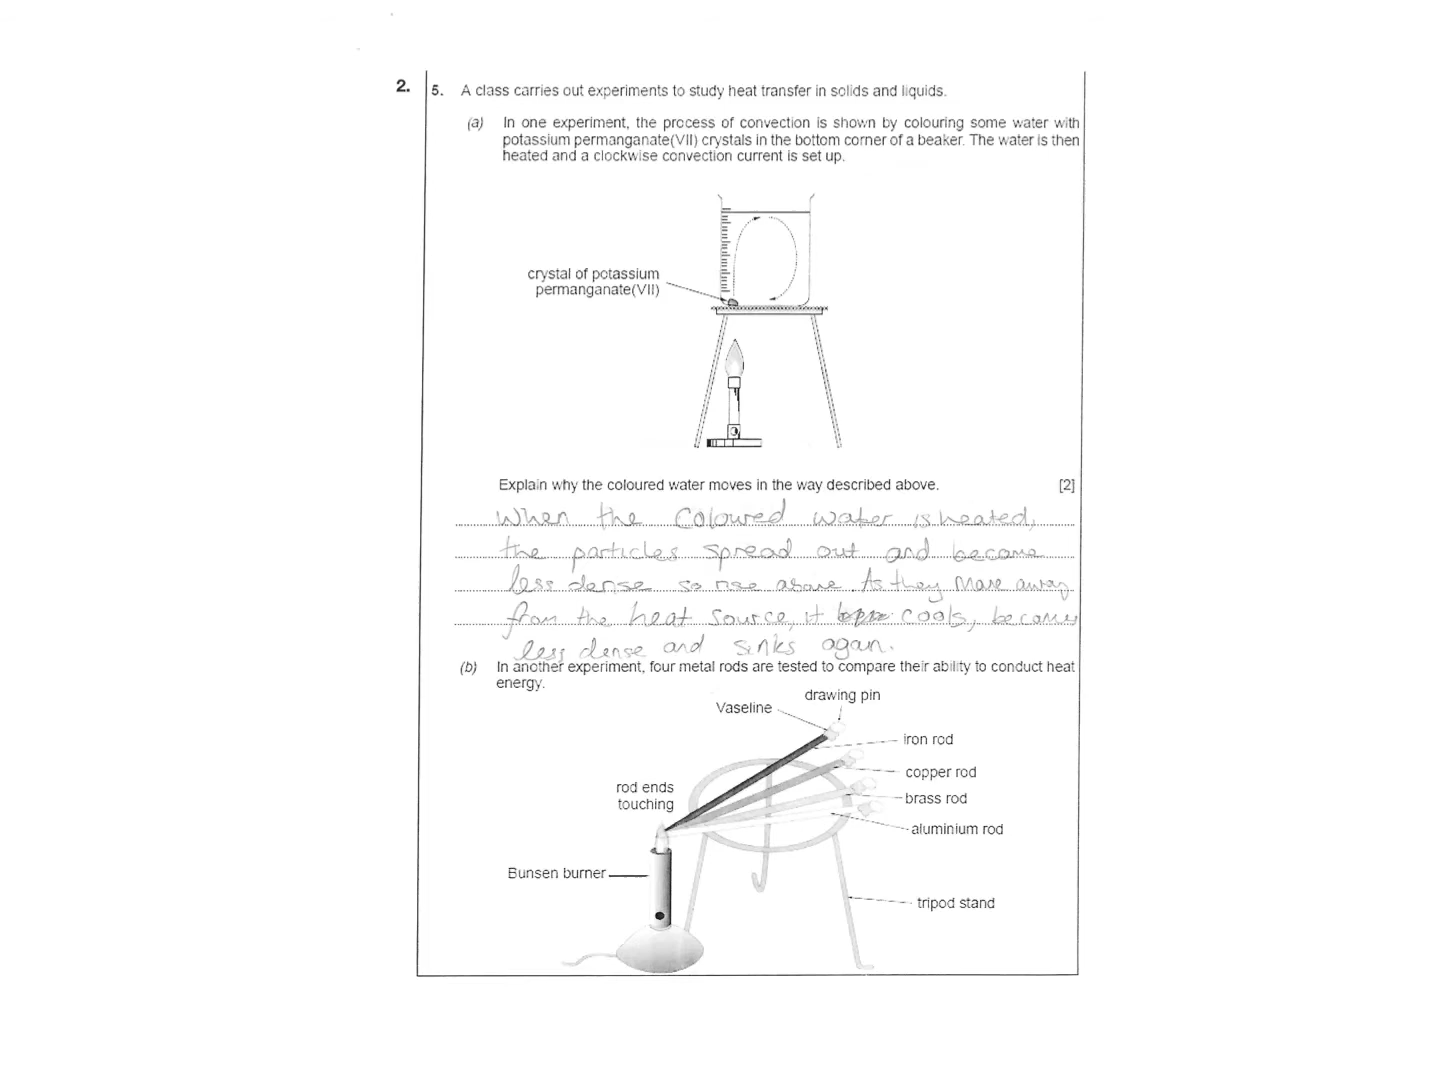 2.
5. A class carries out experiments to study heat transfer in solids and liquids.
(a) In one experiment, the process of convection is shown by colouring some water with
potassium permanganate(VII) crystals in the bottom corner of a beaker. The water is then
heated and a clockwise convection current is set up.
crystal of potassium
permanganate(VII)
Explain why the coloured water moves in the way described above. [2]
When the coloured water is heated,
the particles spread out and become
less dense so rise above. As they move away
from the heat source, it cools, becomes
less dense and sinks again.
(b) In another experiment, four metal rods are tested to compare their ability to conduct heat
energy.
drawing pin
Vaseline
iron rod
copper rod
rod ends
touching
brass rod
aluminium rod
Bunsen burner
tripod stand